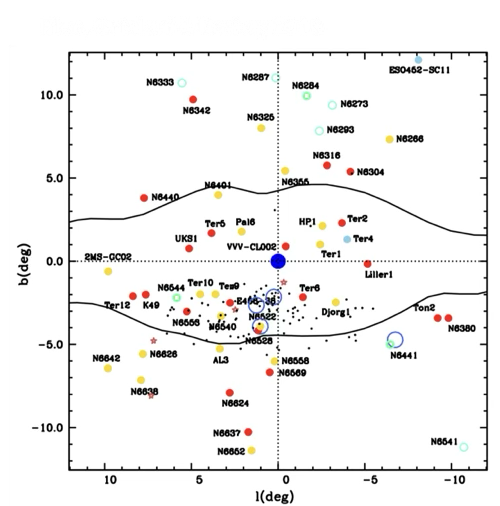 ESO452-SC11
N6287
N6333
N6284
N6342
N6273
N6325
N6293
N6266
N6316
N6304
N6355
N6401
N6440
Ter5
Pal6
HP1
Ter2
UKS1
VVV-CL002
Ter4
Ter1
2MS-GC02
Liller1
N6544
Ter10
Ter9
Ter6
Ter12
K49
Djorg1
Ton2
N6553
N6540
N6522
N6380
N6528
N6441
N6642
N6626
AL3
N6558
N6569
N6638
N6624
N6637
N6652
N6541
10.0
5.0
0.0
-5.0
-10.0
b(deg)
10
5
0
-5
-10
l(deg)